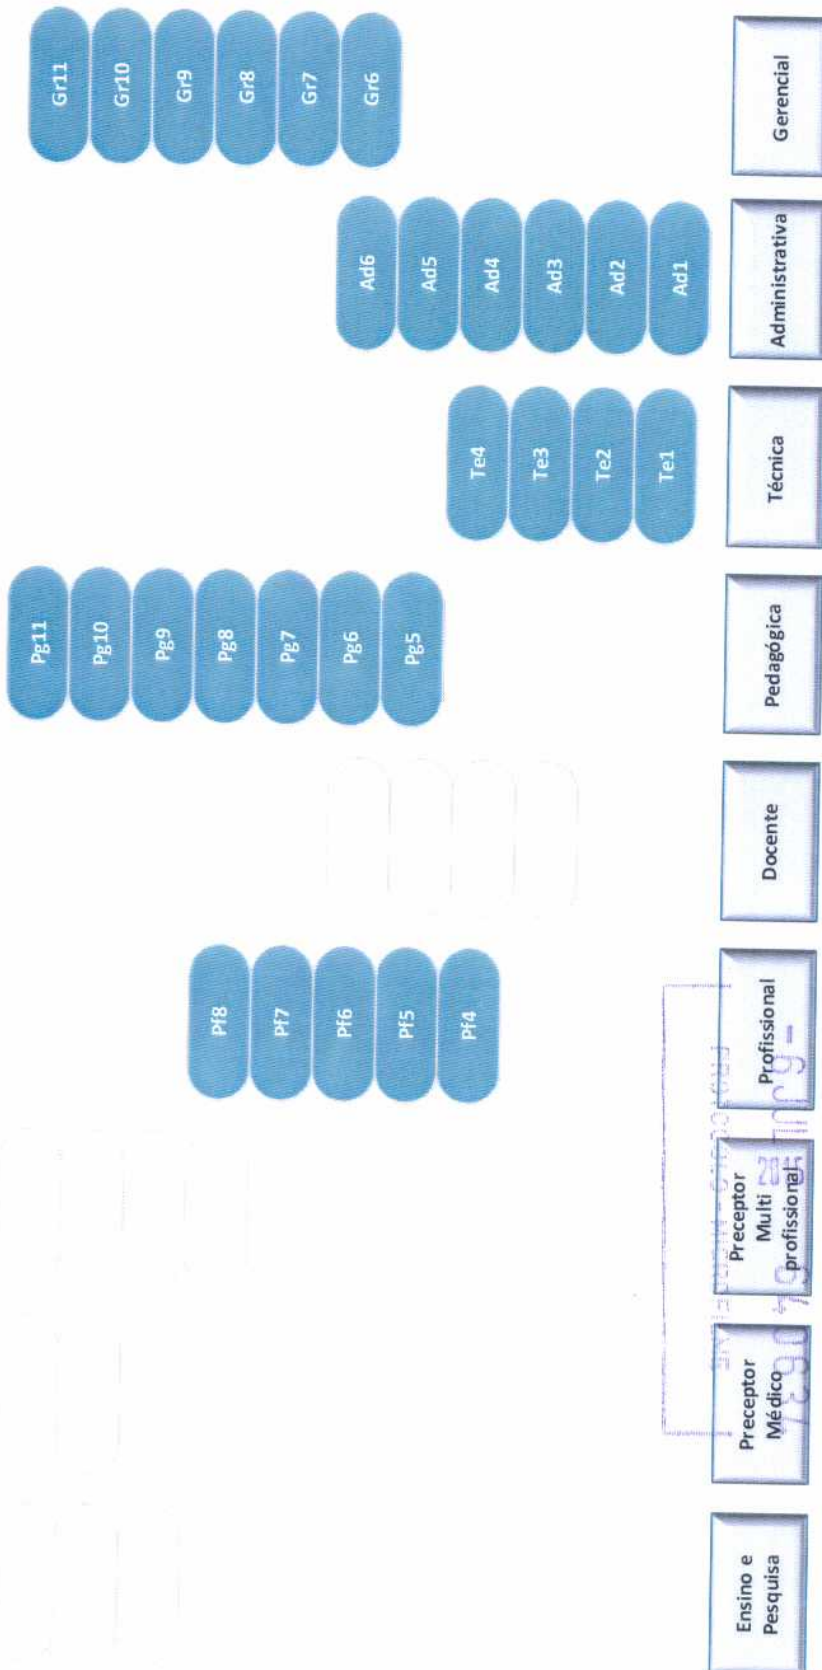 Gr11
Gr10
Gr9
Gr8
Gr7
Gr6
Gerencial
Ad6
Ad5
Ad4
Ad3
Ad2
Ad1
Administrativa
Te4
Te3
Te2
Te1
Técnica
Pg11
Pg10
Pg9
Pg8
Pg7
Pg6
Pg5
Pedagógica
Docente
Pf8
Pf7
Pf6
Pf5
Pf4
Profissional
Preceptor
Multi
profissional
Preceptor
Médico
Ensino e
Pesquisa